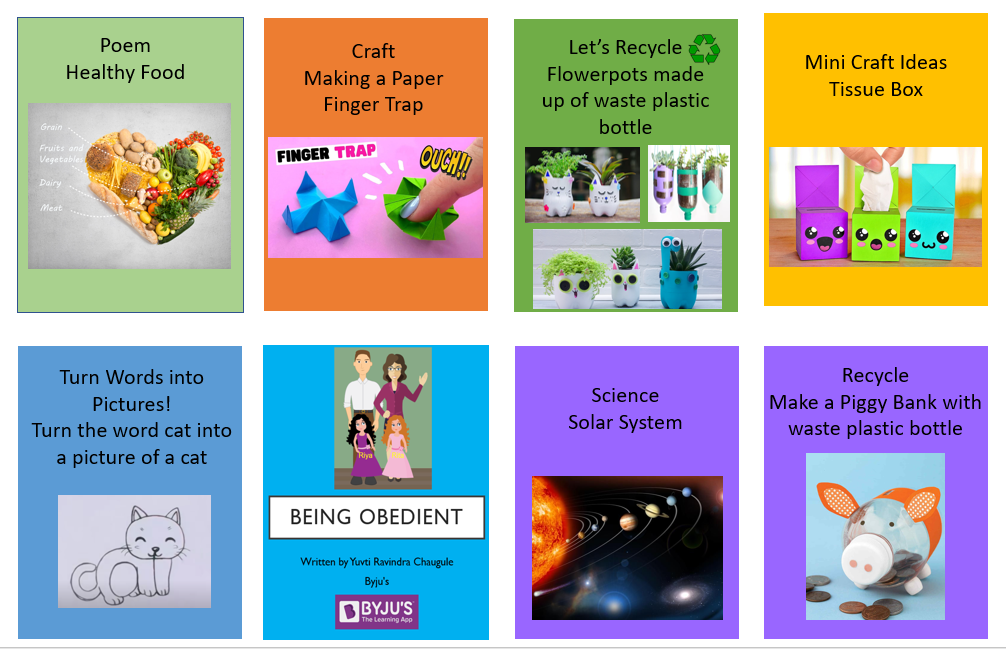 Poem
Healthy Food
Grain
Fruits and
Vegetables
Dairy
Meat
Craft
Making a Paper
Finger Trap
FINGER TRAP
OUCH!!
Let's Recycle
Flowerpots made
up of waste plastic
bottle
Mini Craft Ideas
Tissue Box
Turn Words into
Pictures!
Turn the word cat into
a picture of a cat
Riya
BEING OBEDIENT
Written by Yuvti Ravindra Chaugule
Byju's
BYJU'S
The Learning App
Science
Solar System
Recycle
Make a Piggy Bank with
waste plastic bottle